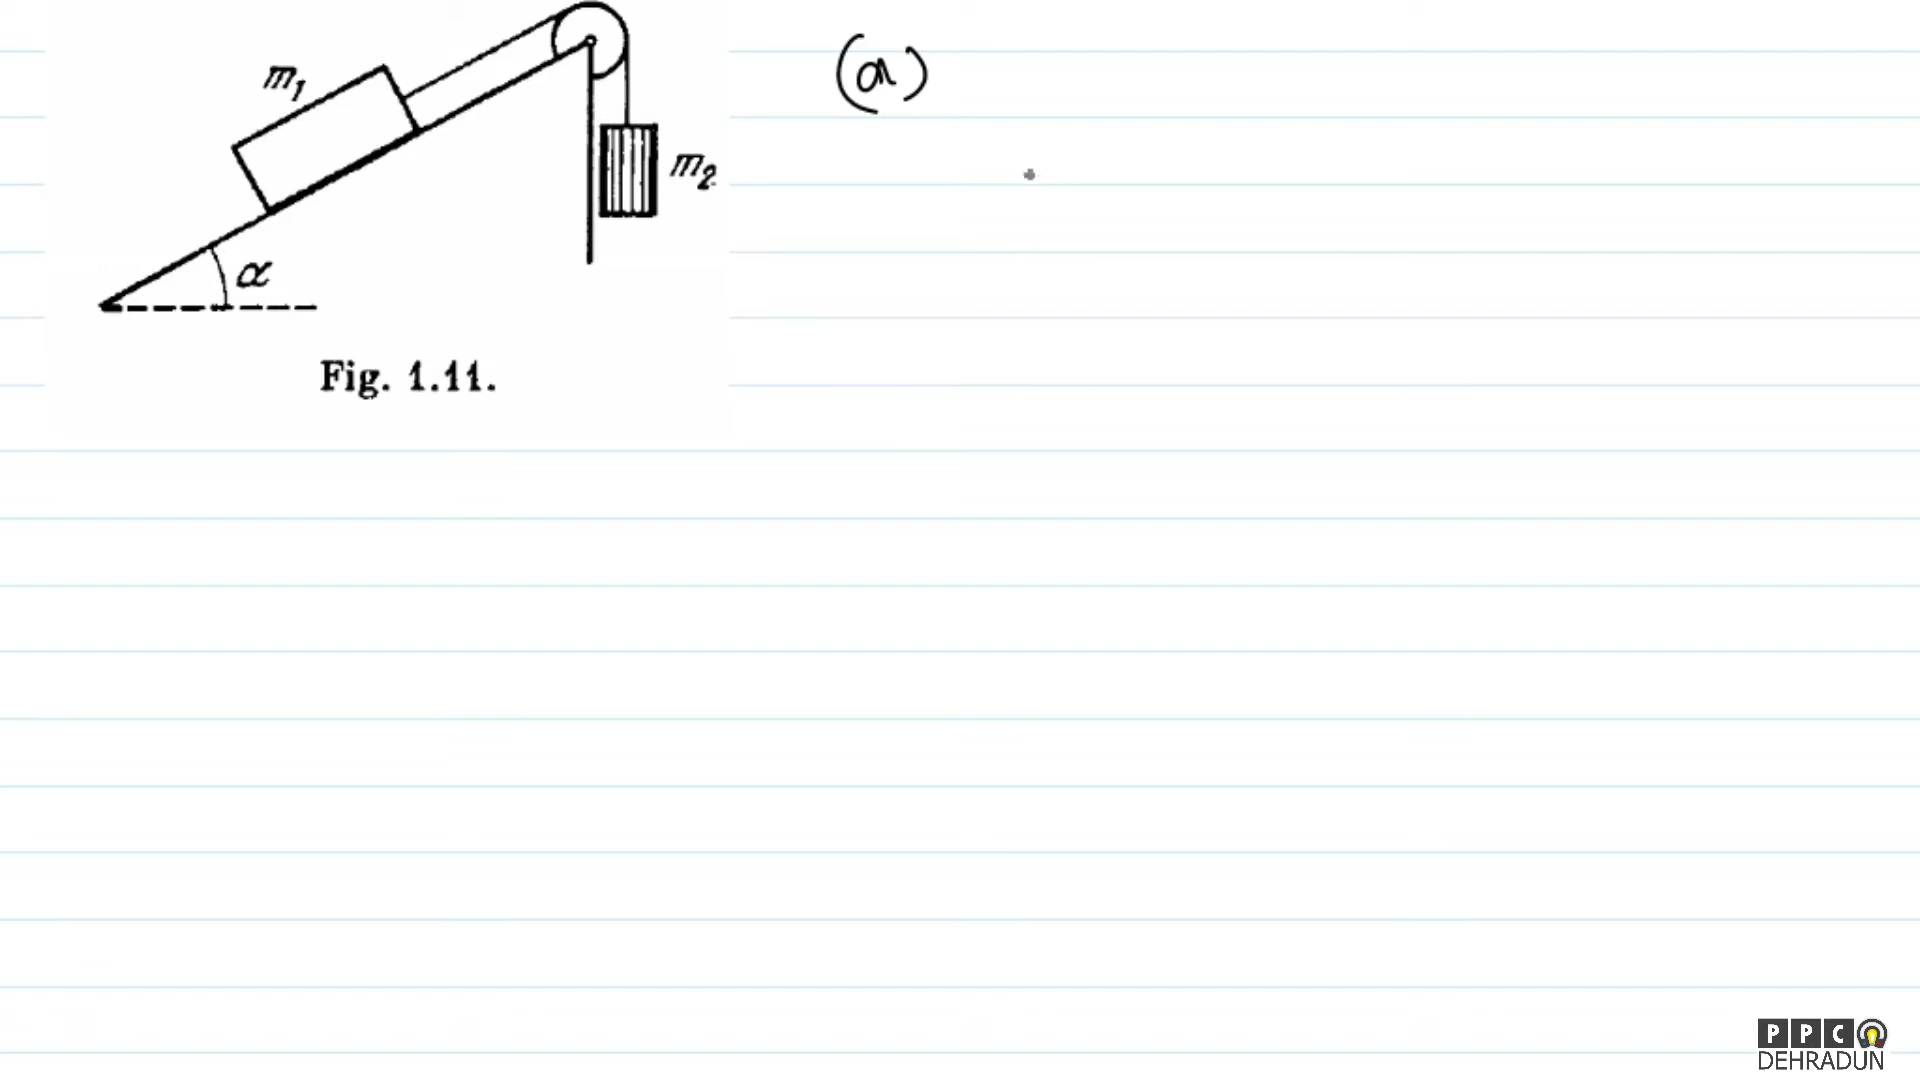 m₁
(a)
m₂
α
Fig. 1.11.
PPC
DEHRADUN